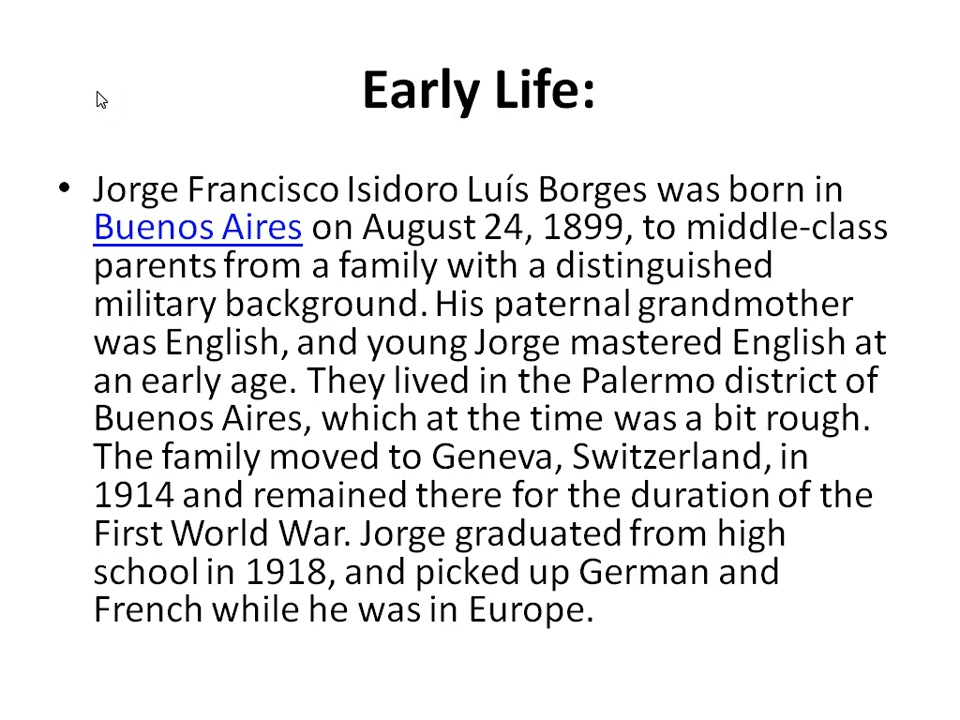 Early Life:
• Jorge Francisco Isidoro Luís Borges was born in
Buenos Aires on August 24, 1899, to middle-class
parents from a family with a distinguished
military background. His paternal grandmother
was English, and young Jorge mastered English at
an early age. They lived in the Palermo district of
Buenos Aires, which at the time was a bit rough.
The family moved to Geneva, Switzerland, in
1914 and remained there for the duration of the
First World War. Jorge graduated from high
school in 1918, and picked up German and
French while he was in Europe.